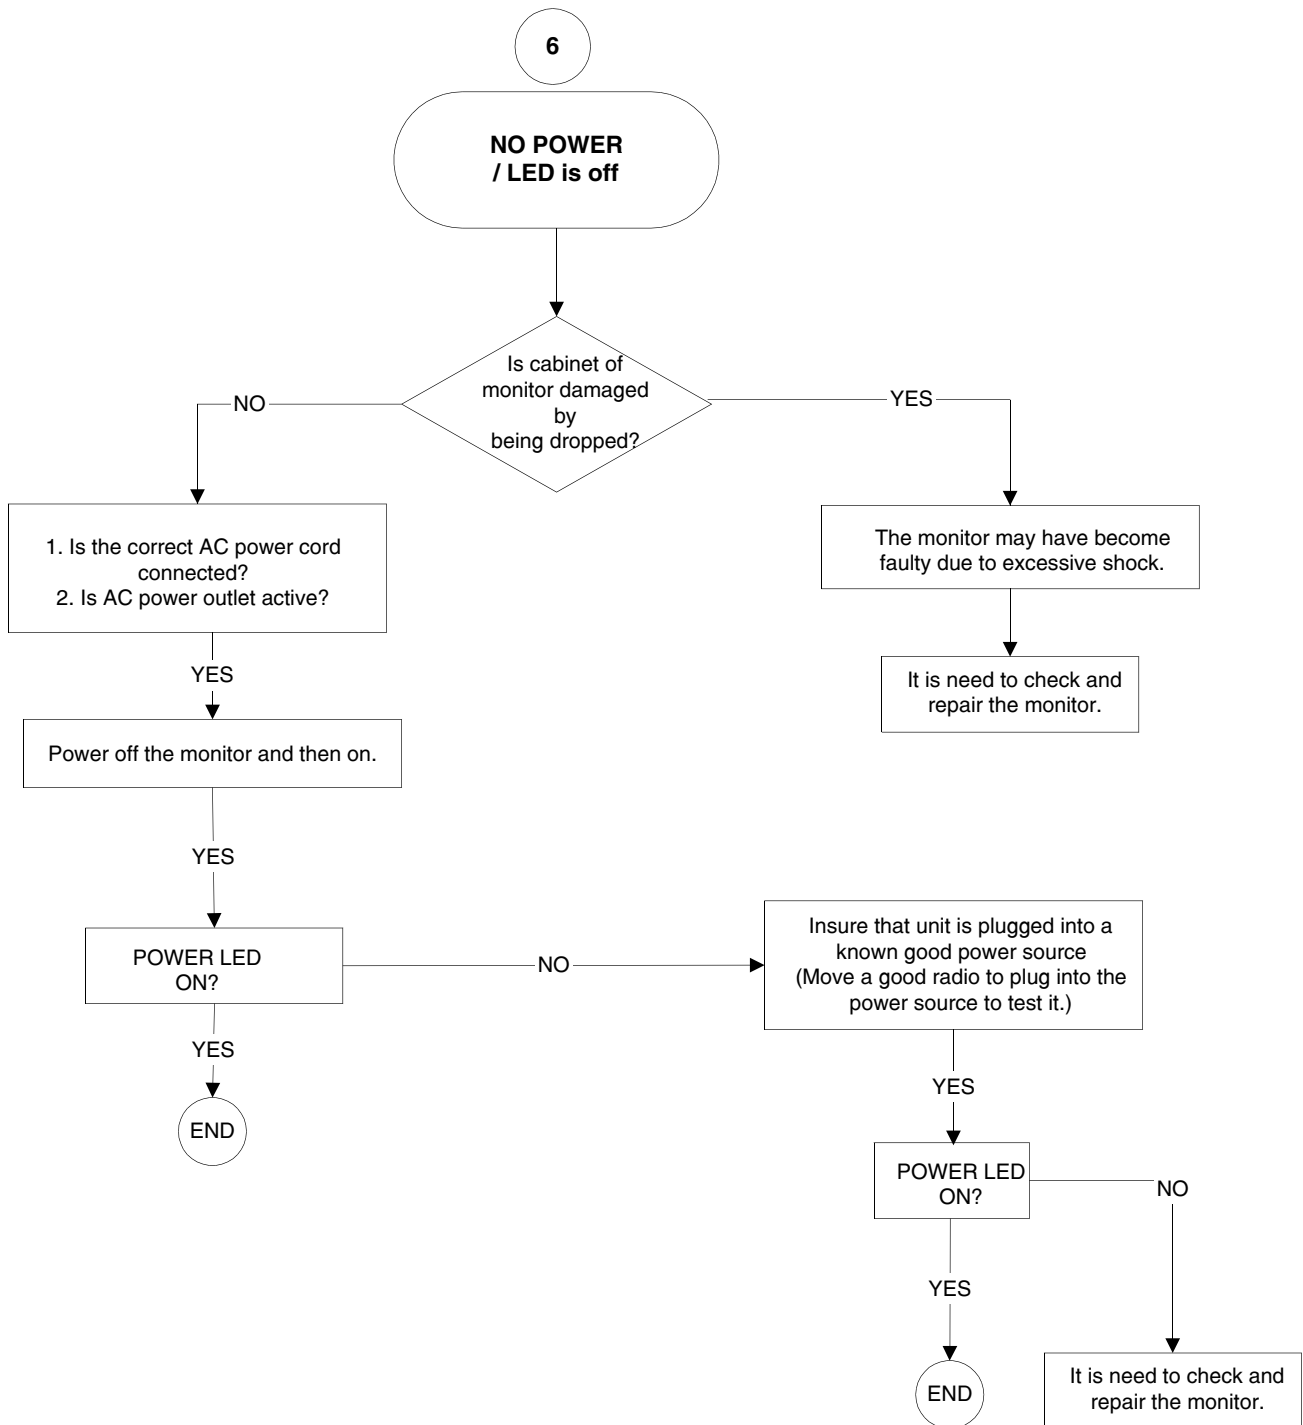 6
NO POWER
/ LED is off
Is cabinet of
monitor damaged
by
being dropped?
NO
YES
1. Is the correct AC power cord
connected?
2. Is AC power outlet active?
The monitor may have become
faulty due to excessive shock.
YES
It is need to check and
repair the monitor.
Power off the monitor and then on.
YES
POWER LED
ON?
NO
Insure that unit is plugged into a
known good power source
(Move a good radio to plug into the
power source to test it.)
YES
END
YES
POWER LED
ON?
NO
YES
END
It is need to check and
repair the monitor.